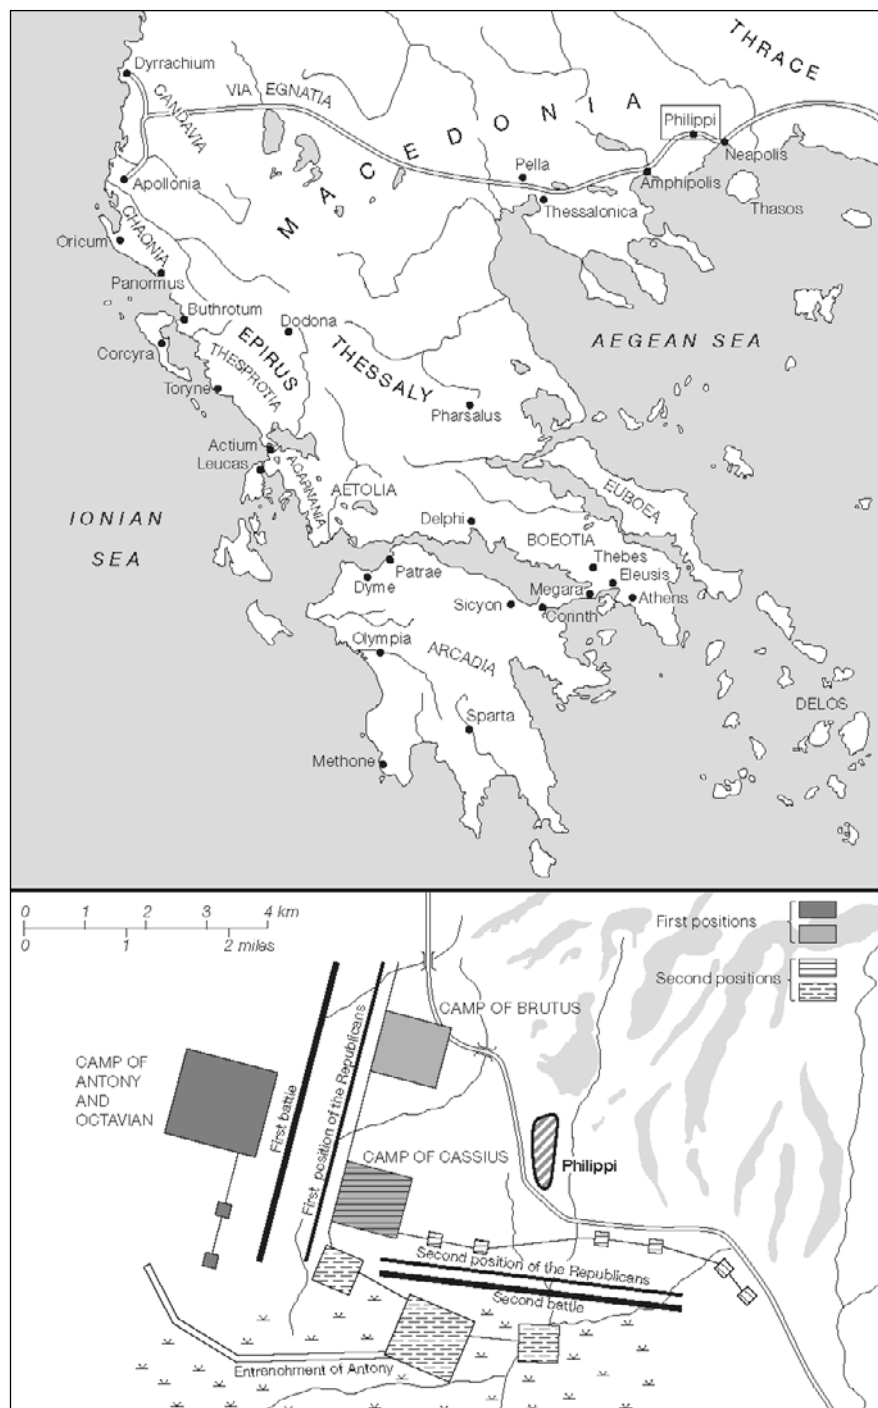 THRACE
Dyrrachium
CANDAVIA
VIA EGNATIA
MACEDONIA
Philippi
Neapolis
Pella
Amphipolis
Apollonia
Thessalonica
Thasos
CHAONIA
Oricum
Panormus
Buthrotum
Dodona
EPIRUS
THESSALY
AEGEAN SEA
Corcyra
THESPROTIA
Toryne
Pharsalus
Actium
Leucas
ACARNANIA
AETOLIA
EUBOEA
IONIAN
SEA
Delphi
BOEOTIA
Thebes
Patrae
Eleusis
Dyme
Megara
Sicyon
Athens
Corinth
Olympia
ARCADIA
DELOS
Sparta
Methone
0 1 2 3 4 km
0 1 2 miles
First positions
Second positions
CAMP OF BRUTUS
CAMP OF
ANTONY
AND
OCTAVIAN
First battle
First position of the Republicans
CAMP OF CASSIUS
Philippi
Second position of the Republicans
Second battle
Entrenchment of Antony